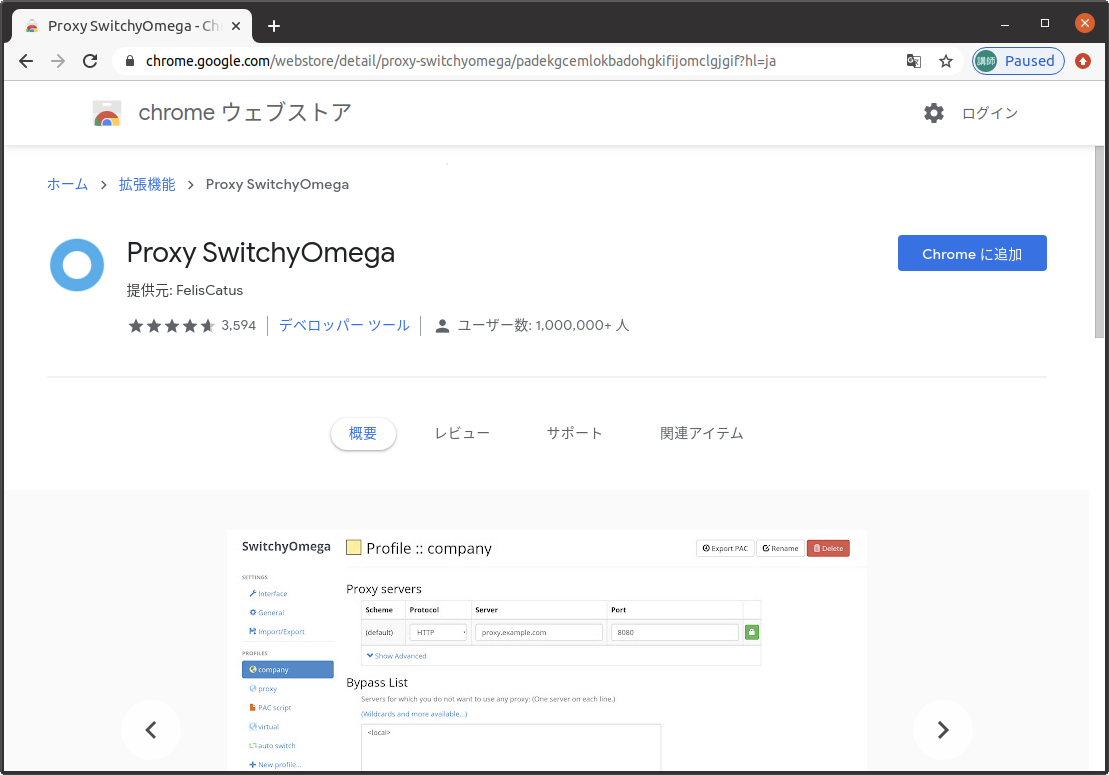 Proxy SwitchyOmega - Ch
chrome.google.com/webstore/detail/proxy-switchyomega/padekgcemlokbadohgkifijomclgjgif?hl=ja
講師 Paused
chrome ウェブストア
ログイン
ホーム > 拡張機能 > Proxy SwitchyOmega
Proxy SwitchyOmega
Chrome に追加
提供元: FelisCatus
3,594 デベロッパー ツール ユーザー数: 1,000,000+ 人
概要 レビュー サポート 関連アイテム
SwitchyOmega
Profile :: company
Export PAC Rename Delete
SETTINGS
Interface
General
Import/Export
PROFILES
company
proxy
PAC script
virtual
auto switch
New profile...
Proxy servers
Scheme Protocol Server Port
(default) HTTP proxy.example.com 8080
Show Advanced
Bypass List
Servers for which you do not want to use any proxy: (One server on each line.)
(Wildcards and more available...)
<local>